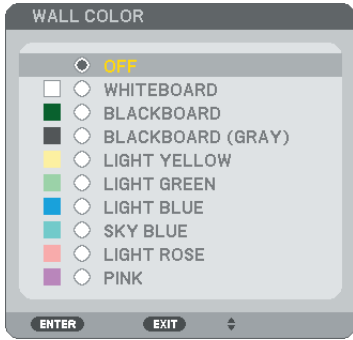 WALL COLOR
OFF
WHITEBOARD
BLACKBOARD
BLACKBOARD (GRAY)
LIGHT YELLOW
LIGHT GREEN
LIGHT BLUE
SKY BLUE
LIGHT ROSE
PINK
ENTER EXIT